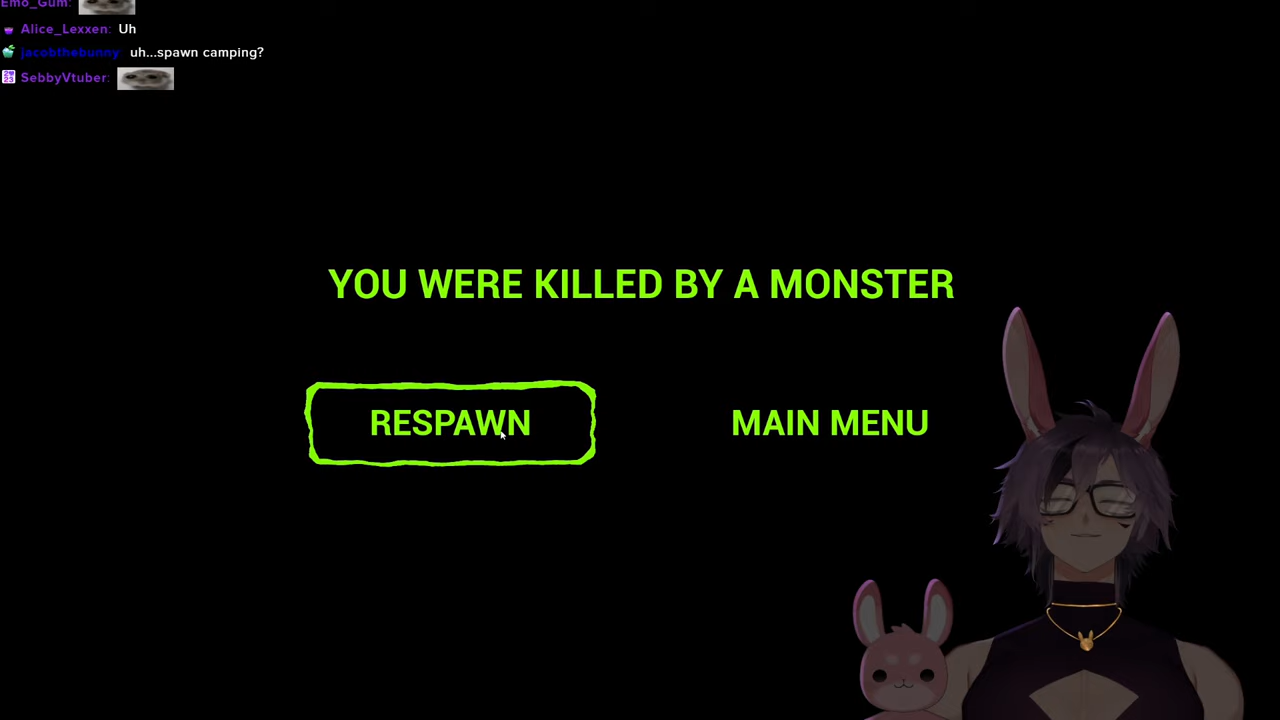 Emo_Gum:
Alice_Lexxen: Uh
jacobthebunny uh...spawn camping?
SebbyVtuber:
YOU WERE KILLED BY A MONSTER
RESPAWN
MAIN MENU